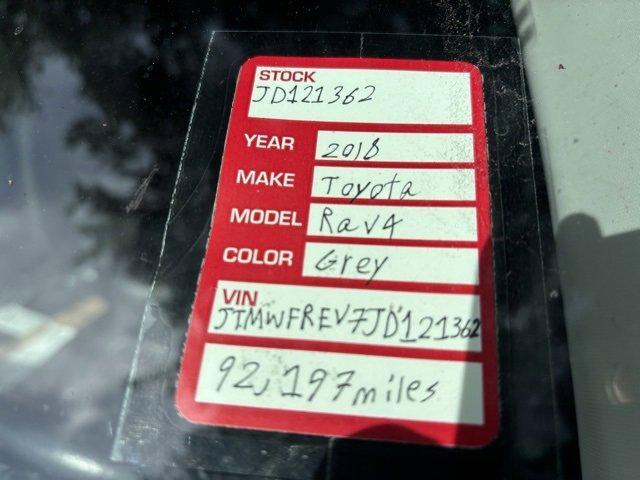 STOCK
JD121362
YEAR 2018
MAKE Toyota
MODEL Rav4
COLOR Grey
VIN
JTMWFREV7JD121362
92,197 miles